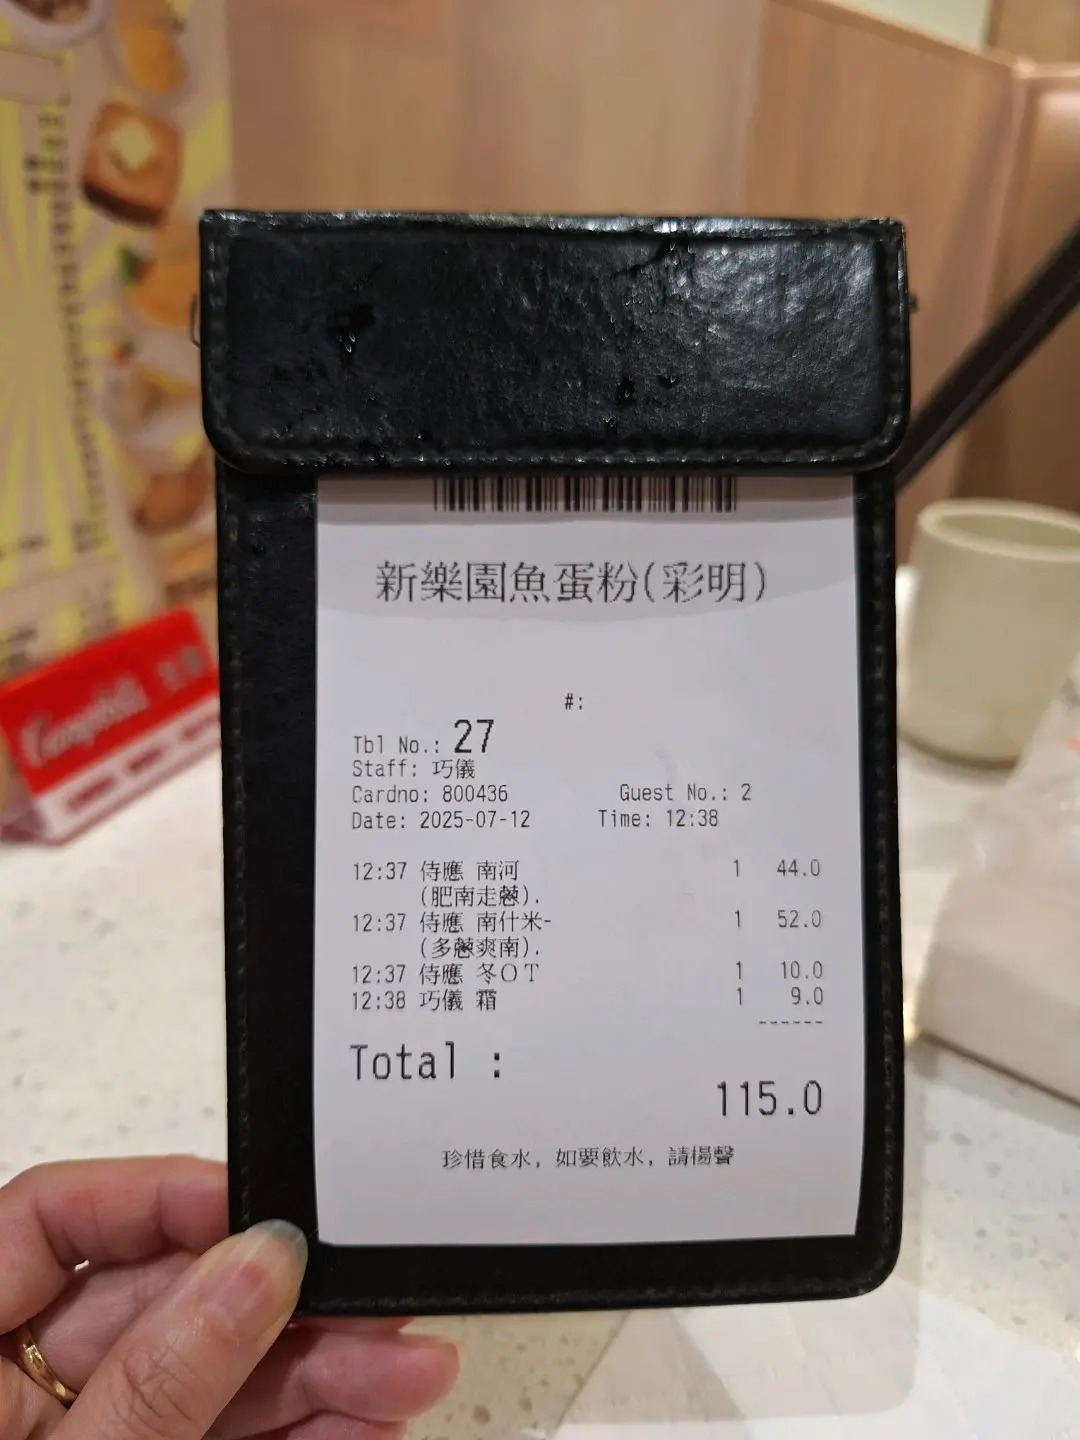 新樂園魚蛋粉(彩明)
#:
Tbl No.: 27
Staff: 巧儀
Cardno: 800436 Guest No.: 2
Date: 2025-07-12 Time: 12:38
12:37 侍應 南河 1 44.0
(肥南走蔥).
12:37 侍應 南什米- 1 52.0
(多蔥爽南).
12:37 侍應 冬OT 1 10.0
12:38 巧儀 霜 1 9.0
------
Total :
115.0
珍惜食水, 如要飲水, 請楊聲
Campbell's